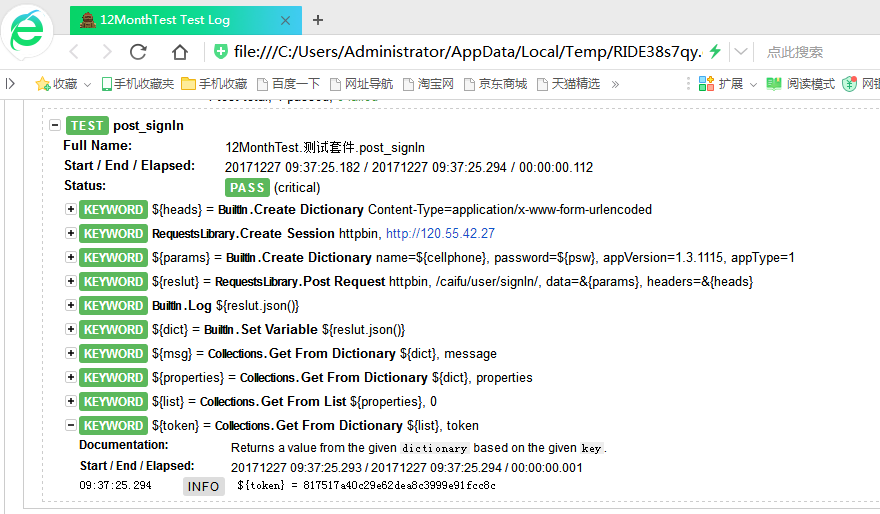 12MonthTest Test Log
file:///C:/Users/Administrator/AppData/Local/Temp/RIDE38s7qy. 点此搜索
收藏 手机收藏夹 手机收藏 百度一下 网址导航 淘宝网 京东商城 天猫精选 » 扩展 阅读模式 网银
TEST post_signIn
Full Name: 12MonthTest.测试套件.post_signIn
Start / End / Elapsed: 20171227 09:37:25.182 / 20171227 09:37:25.294 / 00:00:00.112
Status: PASS (critical)
KEYWORD ${heads} = BuiltIn.Create Dictionary Content-Type=application/x-www-form-urlencoded
KEYWORD RequestsLibrary.Create Session httpbin, http://120.55.42.27
KEYWORD ${params} = BuiltIn.Create Dictionary name=${cellphone}, password=${psw}, appVersion=1.3.1115, appType=1
KEYWORD ${reslut} = RequestsLibrary.Post Request httpbin, /caifu/user/signIn/, data=&{params}, headers=&{heads}
KEYWORD BuiltIn.Log ${reslut.json()}
KEYWORD ${dict} = BuiltIn.Set Variable ${reslut.json()}
KEYWORD ${msg} = Collections.Get From Dictionary ${dict}, message
KEYWORD ${properties} = Collections.Get From Dictionary ${dict}, properties
KEYWORD ${list} = Collections.Get From List ${properties}, 0
KEYWORD ${token} = Collections.Get From Dictionary ${list}, token
Documentation: Returns a value from the given dictionary based on the given key.
Start / End / Elapsed: 20171227 09:37:25.293 / 20171227 09:37:25.294 / 00:00:00.001
09:37:25.294 INFO ${token} = 817517a40c29e62dea8c3999e91fcc8c